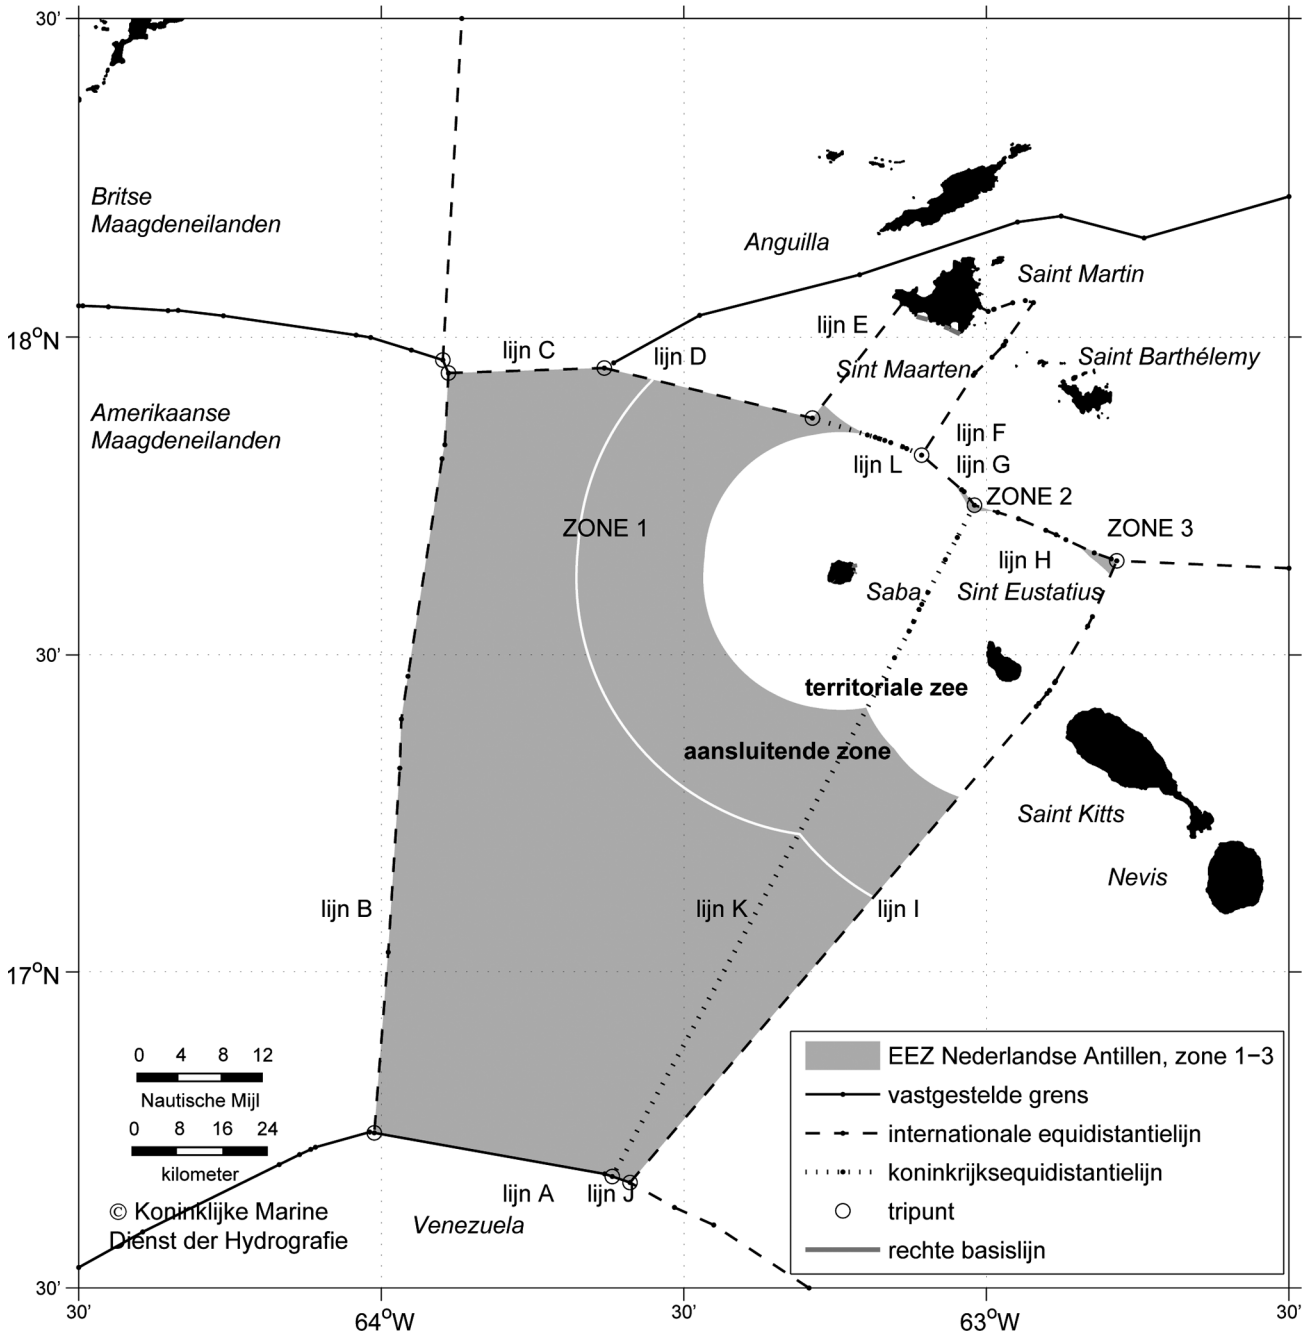 30’
Britse
Maagdeneilanden
Anguilla
Saint Martin
lijn E
18°N
lijn C
lijn D
Sint Maarten
Saint Barthélemy
Amerikaanse
Maagdeneilanden
lijn F
lijn L
lijn G
ZONE 2
ZONE 1
ZONE 3
lijn H
Saba
Sint Eustatius
30’
territoriale zee
aansluitende zone
Saint Kitts
Nevis
lijn B
lijn K
lijn I
17°N
0 4 8 12
Nautische Mijl
0 8 16 24
kilometer
© Koninklijke Marine
Dienst der Hydrografie
lijn A
lijn J
Venezuela
EEZ Nederlandse Antillen, zone 1−3
vastgestelde grens
internationale equidistantielijn
koninkrijksequidistantielijn
tripunt
rechte basislijn
30’
30’
64°W
30’
63°W
30’